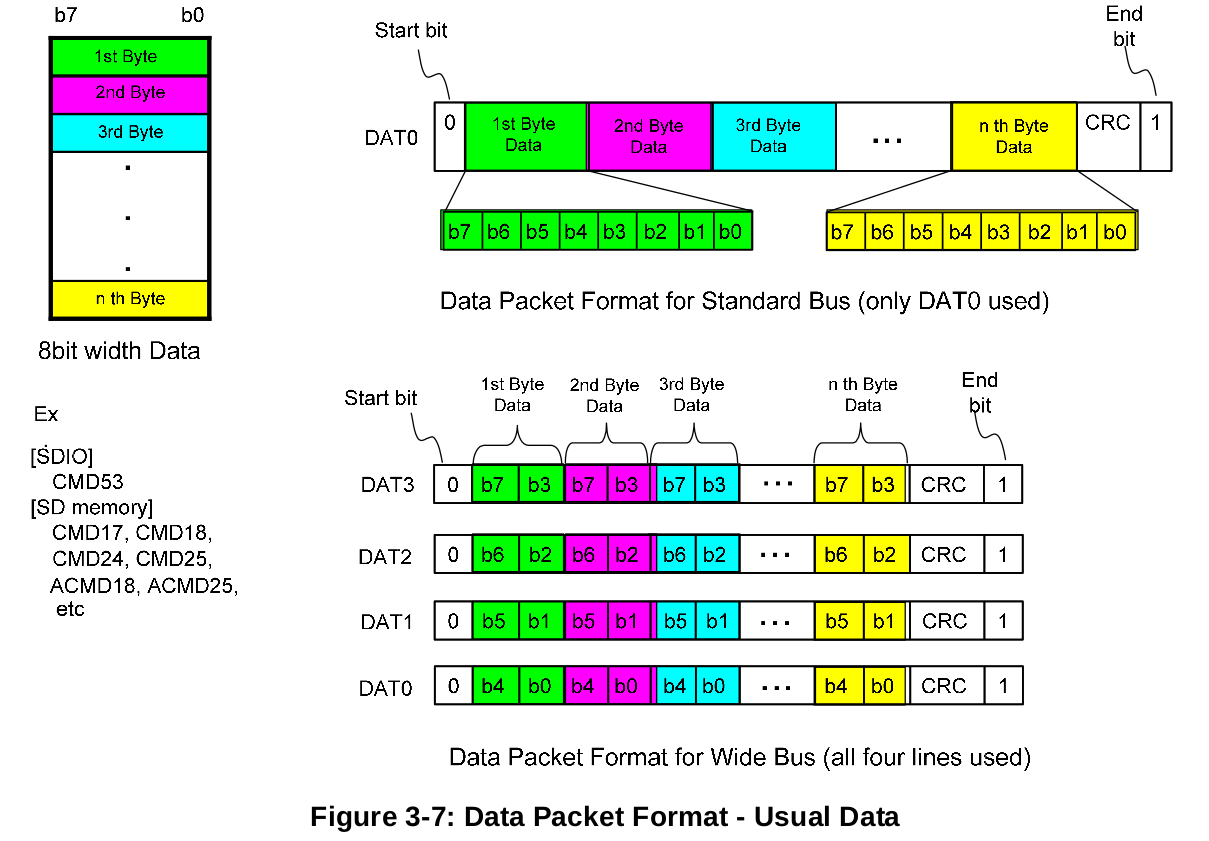 b7 b0
1st Byte
2nd Byte
3rd Byte
.
.
.
n th Byte
8bit width Data
Ex
[SDIO]
CMD53
[SD memory]
CMD17, CMD18,
CMD24, CMD25,
ACMD18, ACMD25,
etc
Start bit
End
bit
DAT0 0 1st Byte Data 2nd Byte Data 3rd Byte Data ... n th Byte Data CRC 1
b7 b6 b5 b4 b3 b2 b1 b0 b7 b6 b5 b4 b3 b2 b1 b0
Data Packet Format for Standard Bus (only DAT0 used)
Start bit
1st Byte
Data
2nd Byte
Data
3rd Byte
Data
n th Byte
Data
End
bit
DAT3 0 b7 b3 b7 b3 b7 b3 ... b7 b3 CRC 1
DAT2 0 b6 b2 b6 b2 b6 b2 ... b6 b2 CRC 1
DAT1 0 b5 b1 b5 b1 b5 b1 ... b5 b1 CRC 1
DAT0 0 b4 b0 b4 b0 b4 b0 ... b4 b0 CRC 1
Data Packet Format for Wide Bus (all four lines used)
Figure 3-7: Data Packet Format - Usual Data